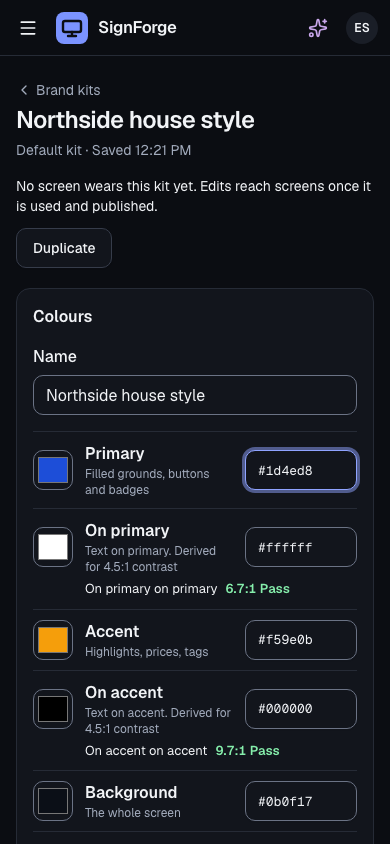 SignForge
ES
Brand kits
Northside house style
Default kit · Saved 12:21 PM
No screen wears this kit yet. Edits reach screens once it
is used and published.
Duplicate
Colours
Name
Northside house style
Primary
Filled grounds, buttons
and badges
#1d4ed8
On primary
Text on primary. Derived
for 4.5:1 contrast
#ffffff
On primary on primary 6.7:1 Pass
Accent
Highlights, prices, tags
#f59e0b
On accent
Text on accent. Derived for
4.5:1 contrast
#000000
On accent on accent 9.7:1 Pass
Background
The whole screen
#0b0f17